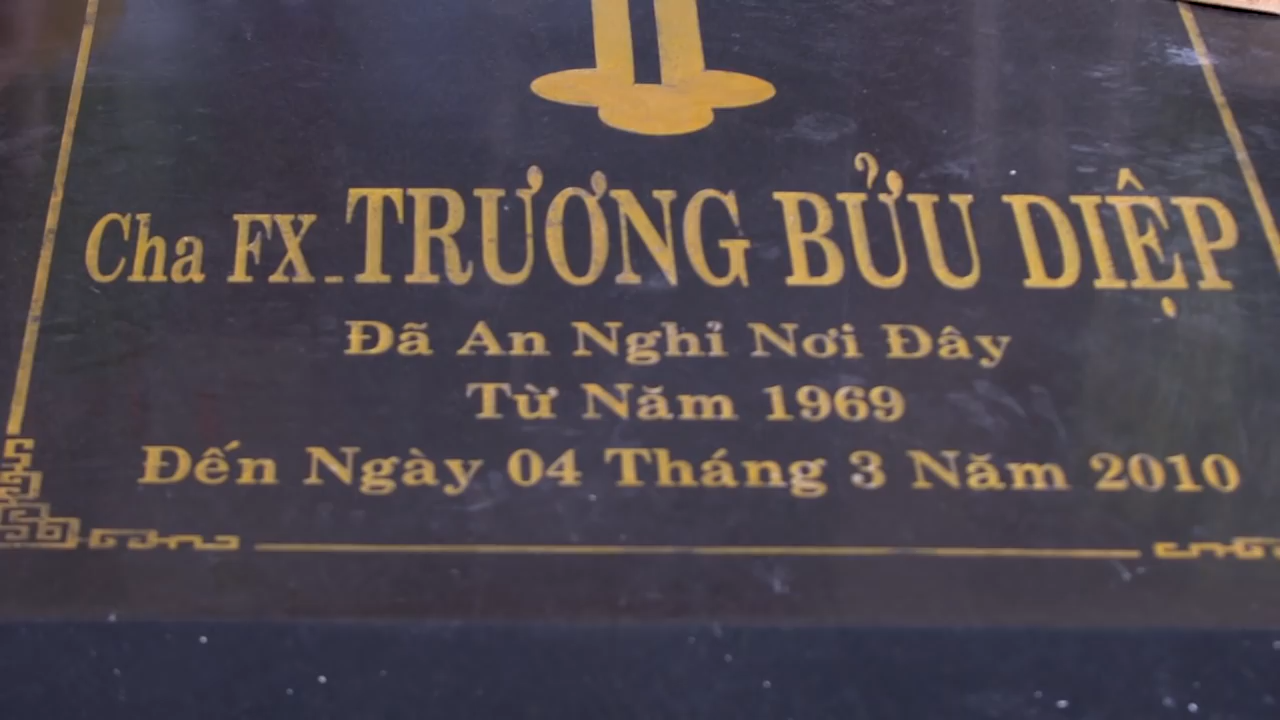 Cha FX_TRƯƠNG BỬU DIỆP
Đã An Nghỉ Nơi Đây
Từ Năm 1969
Đến Ngày 04 Tháng 3 Năm 2010